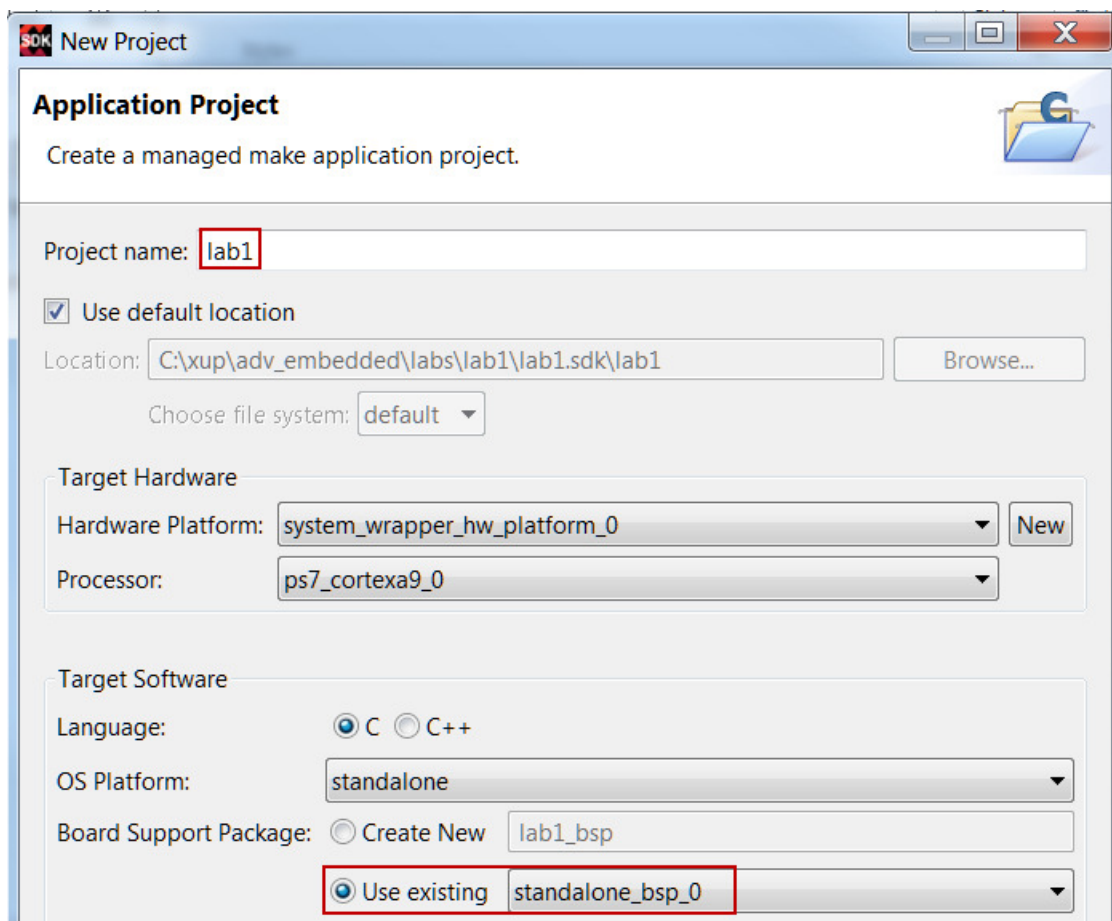 SDK New Project
Application Project
Create a managed make application project.
Project name: lab1
Use default location
Location: C:\xup\adv_embedded\labs\lab1\lab1.sdk\lab1 Browse...
Choose file system: default
Target Hardware
Hardware Platform: system_wrapper_hw_platform_0 New
Processor: ps7_cortexa9_0
Target Software
Language: C C++
OS Platform: standalone
Board Support Package: Create New lab1_bsp
Use existing standalone_bsp_0